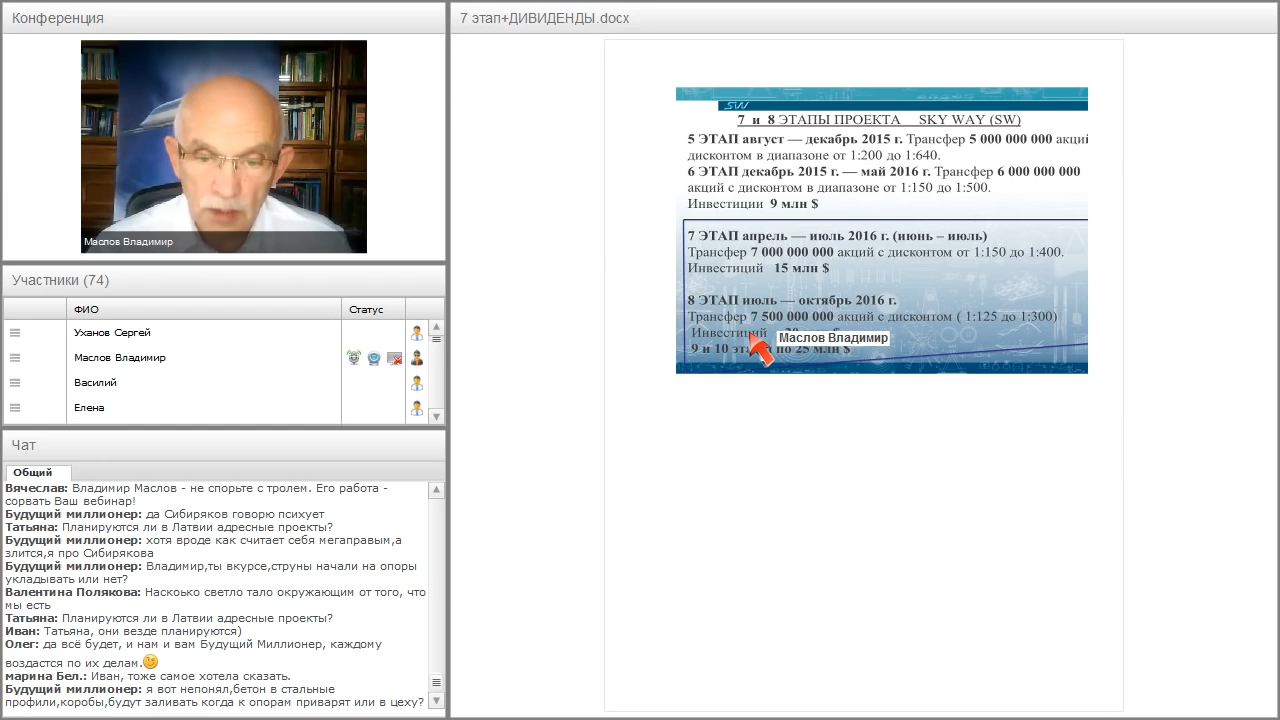 Конференция
Маслов Владимир
Участники (74)
ФИО
Статус
Уханов Сергей
Маслов Владимир
Василий
Елена
Чат
Общий
Вячеслав: Владимир Маслов - не спорьте с тролем. Его работа -
сорвать Ваш вебинар!
Будущий миллионер: да Сибиряков говорю психует
Татьяна: Планируются ли в Латвии адресные проекты?
Будущий миллионер: хотя вроде как считает себя мегаправым,а
злится,я про Сибирякова
Будущий миллионер: Владимир,ты вкурсе,струны начали на опоры
укладывать или нет?
Валентина Полякова: Наскоько светло тало окружающим от того, что
мы есть
Татьяна: Планируются ли в Латвии адресные проекты?
Иван: Татьяна, они везде планируются)
Олег: да всё будет, и нам и вам Будущий Миллионер, каждому
воздастся по их делам.
марина Бел.: Иван, тоже самое хотела сказать.
Будущий миллионер: я вот непонял,бетон в стальные
профили,коробы,будут заливать когда к опорам приварят или в цеху?
7 этап+ДИВИДЕНДЫ.docx
SW
7 и 8 ЭТАПЫ ПРОЕКТА SKY WAY (SW)
5 ЭТАП август — декабрь 2015 г. Трансфер 5 000 000 000 акций
дисконтом в диапазоне от 1:200 до 1:640.
6 ЭТАП декабрь 2015 г. — май 2016 г. Трансфер 6 000 000 000
акций с дисконтом в диапазоне от 1:150 до 1:500.
Инвестиции 9 млн $
7 ЭТАП апрель — июль 2016 г. (июнь – июль)
Трансфер 7 000 000 000 акций с дисконтом от 1:150 до 1:400.
Инвестиций 15 млн $
8 ЭТАП июль — октябрь 2016 г.
Трансфер 7 500 000 000 акций с дисконтом ( 1:125 до 1:300)
Инвестиций
Маслов Владимир
9 и 10 по 25 млн $